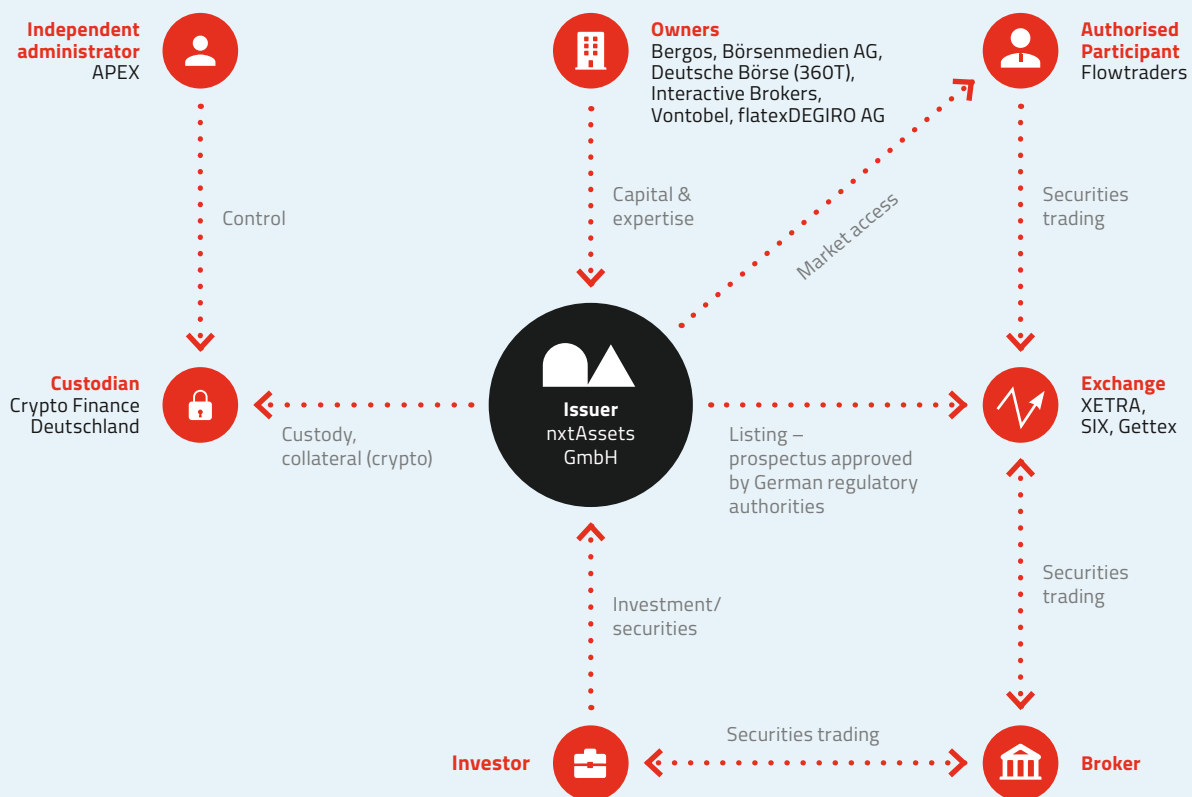 Independent
administrator
APEX
Owners
Bergos, Börsenmedien AG,
Deutsche Börse (360T),
Interactive Brokers,
Vontobel, flatexDEGIRO AG
Authorised
Participant
Flowtraders
Control
Capital &
expertise
Market access
Securities
trading
Custodian
Crypto Finance
Deutschland
Custody,
collateral (crypto)
Issuer
nxtAssets
GmbH
Listing –
prospectus approved
by German regulatory
authorities
Exchange
XETRA,
SIX, Gettex
Investment/
securities
Securities
trading
Investor
Securities trading
Broker